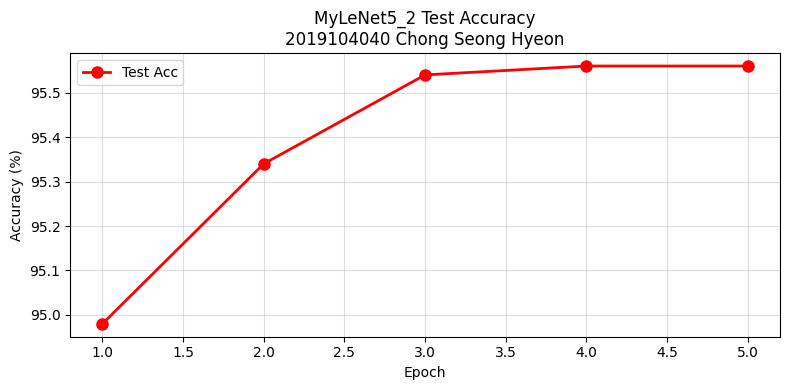 MyLeNet5_2 Test Accuracy
2019104040 Chong Seong Hyeon
Test Acc
Accuracy (%)
95.5
95.4
95.3
95.2
95.1
95.0
1.0 1.5 2.0 2.5 3.0 3.5 4.0 4.5 5.0
Epoch